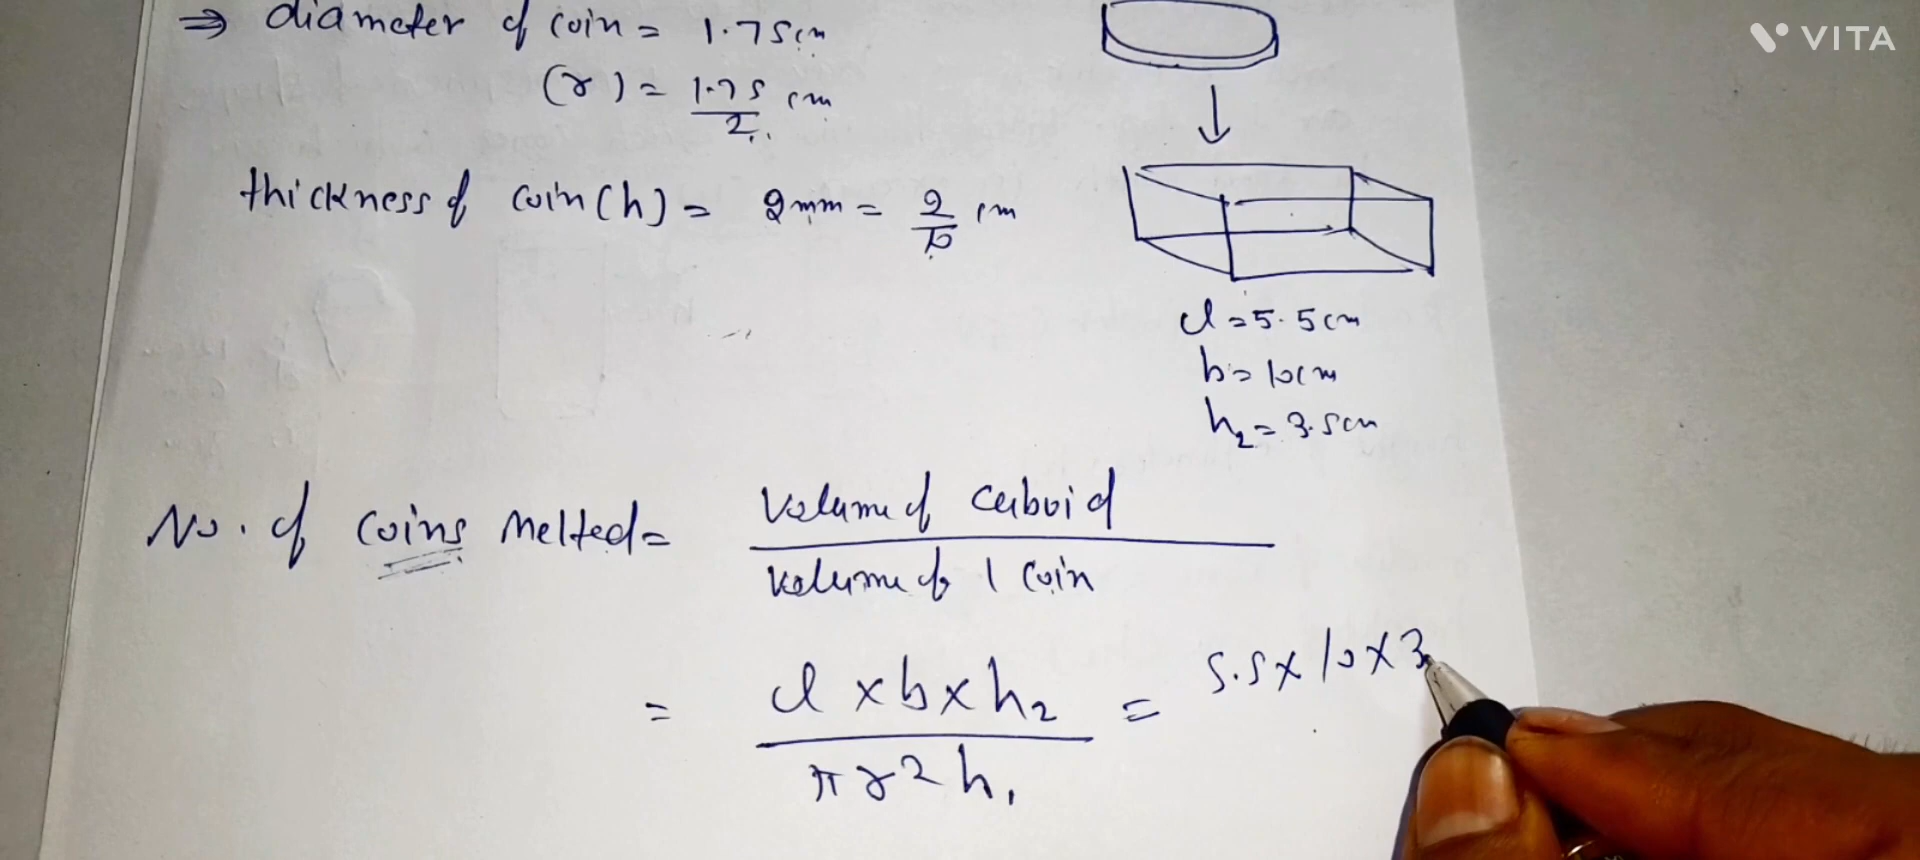 ⇒ diameter of coin = 1.75cm
(r) = 1.75/2 cm
thickness of coin(h) = 2mm = 2/10 cm
l = 5.5cm
b = 10cm
h₂ = 3.5cm
No. of coins Melted = Volume of Cuboid / Volume of 1 coin
= l x b x h₂ / πr²h₁ = 5.5 x 10 x 3
VITA